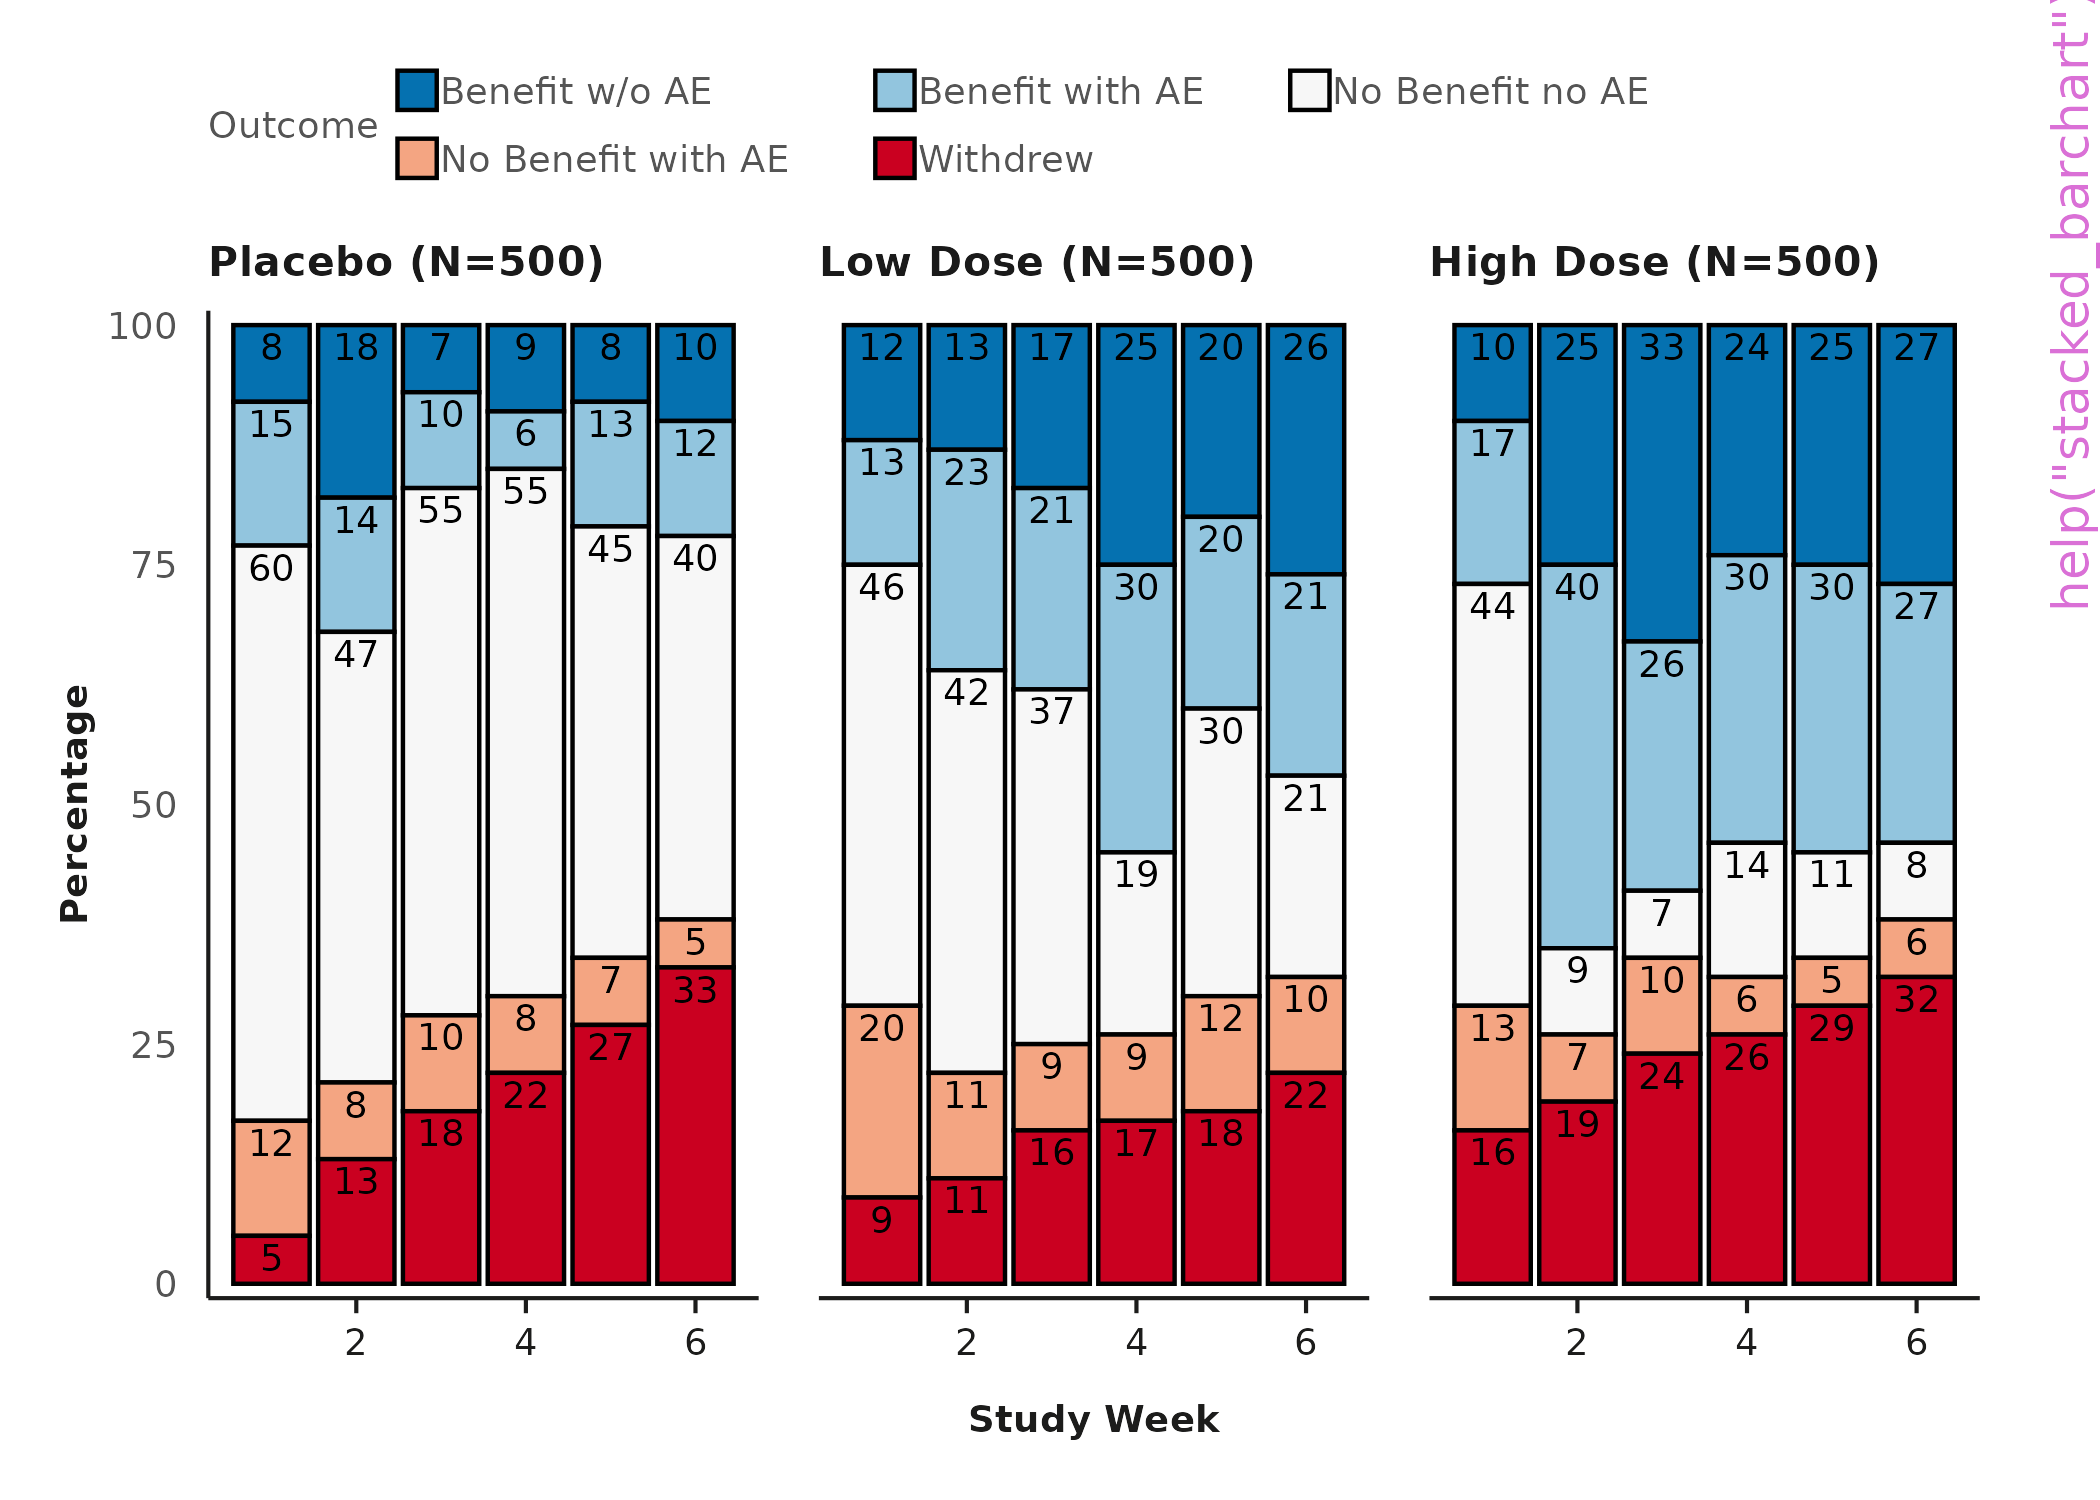 Outcome
Benefit w/o AE Benefit with AE No Benefit no AE
No Benefit with AE Withdrew
help("stacked_barchart")
Placebo (N=500) Low Dose (N=500) High Dose (N=500)
Percentage
100
75
50
25
0
8 18 7 9 8 10
15 14 10 6 13 12
60 47 55 55 45 40
12 8 10 8 7 5
5 13 18 22 27 33
12 13 17 25 20 26
13 23 21 30 20 21
46 42 37 19 30 21
20 11 9 9 12 10
9 11 16 17 18 22
10 25 33 24 25 27
17 40 26 30 30 27
44 9 7 14 11 8
13 7 10 6 5 6
16 19 24 26 29 32
2 4 6 2 4 6 2 4 6
Study Week